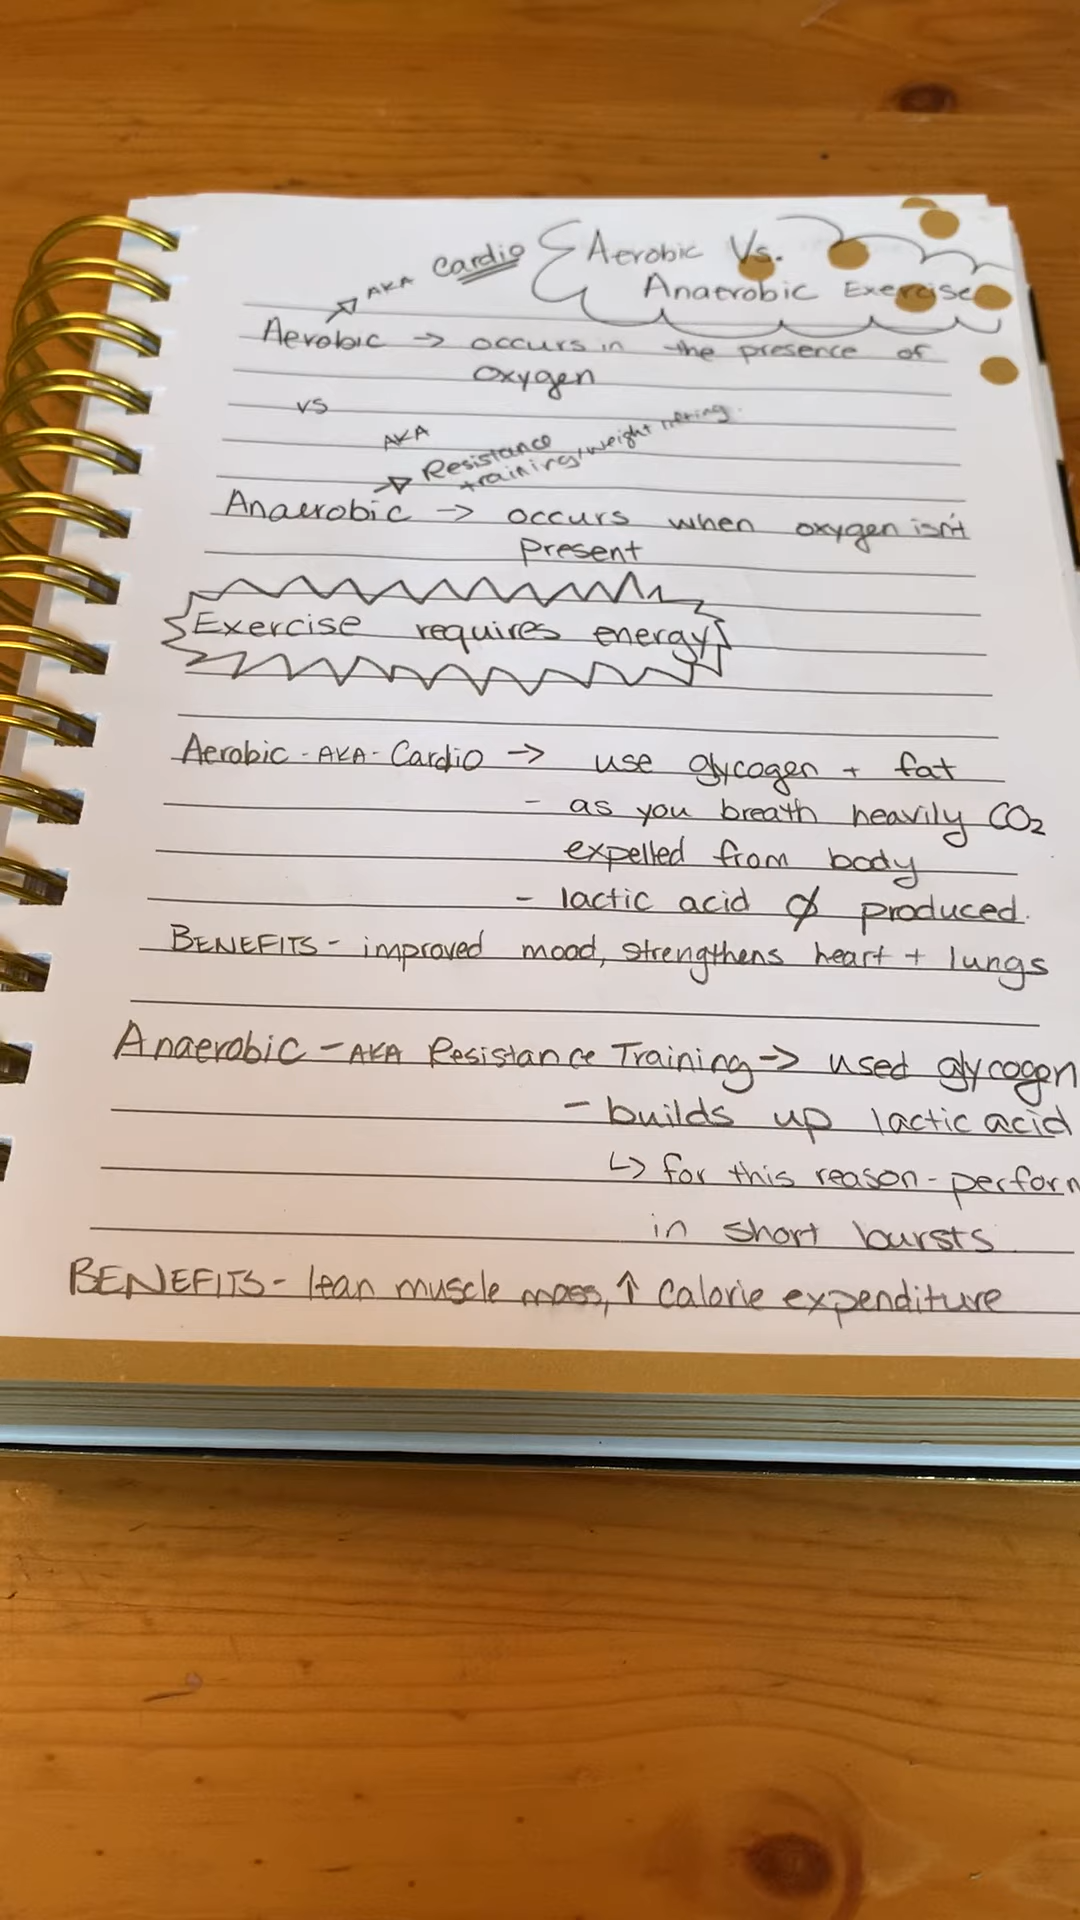 Aerobic Vs.
Anaerobic Exercise
AKA Cardio
Aerobic → occurs in the presence of
oxygen
vs
AKA
Resistance
training/weight lifting.
Anaerobic → occurs when oxygen isn't
present
Exercise requires energy
Aerobic - AKA - Cardio → use glycogen + fat
- as you breath heavily CO2
expelled from body
- lactic acid ∅ produced.
BENEFITS - improved mood, strengthens heart + lungs
Anaerobic - AKA Resistance Training → used glycogen
- builds up lactic acid
↳ for this reason - perform
in short bursts
BENEFITS - lean muscle mass, ↑ calorie expenditure